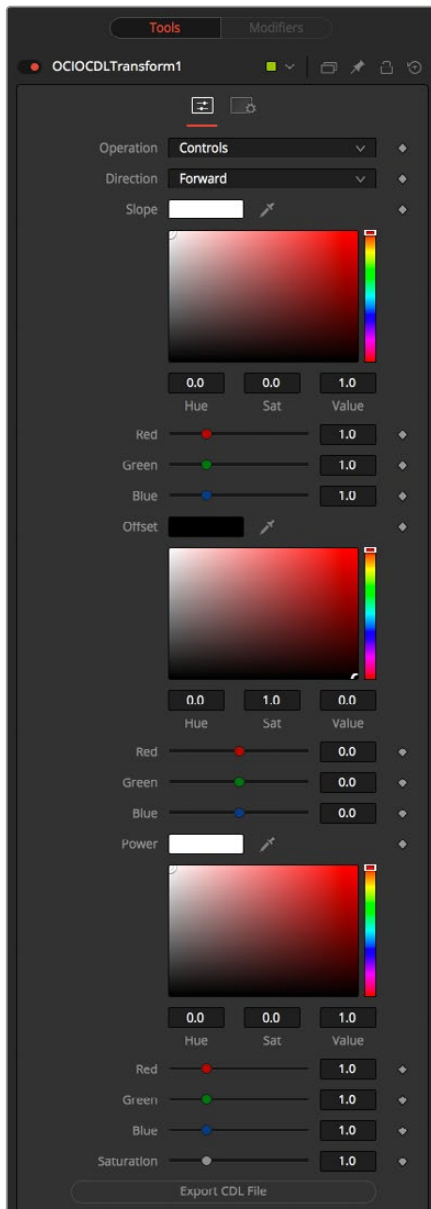 Tools Modifiers
OCIOCDLTransform1
Operation Controls
Direction Forward
Slope
0.0 0.0 1.0
Hue Sat Value
Red 1.0
Green 1.0
Blue 1.0
Offset
0.0 1.0 0.0
Hue Sat Value
Red 0.0
Green 0.0
Blue 0.0
Power
0.0 0.0 1.0
Hue Sat Value
Red 1.0
Green 1.0
Blue 1.0
Saturation 1.0
Export CDL File